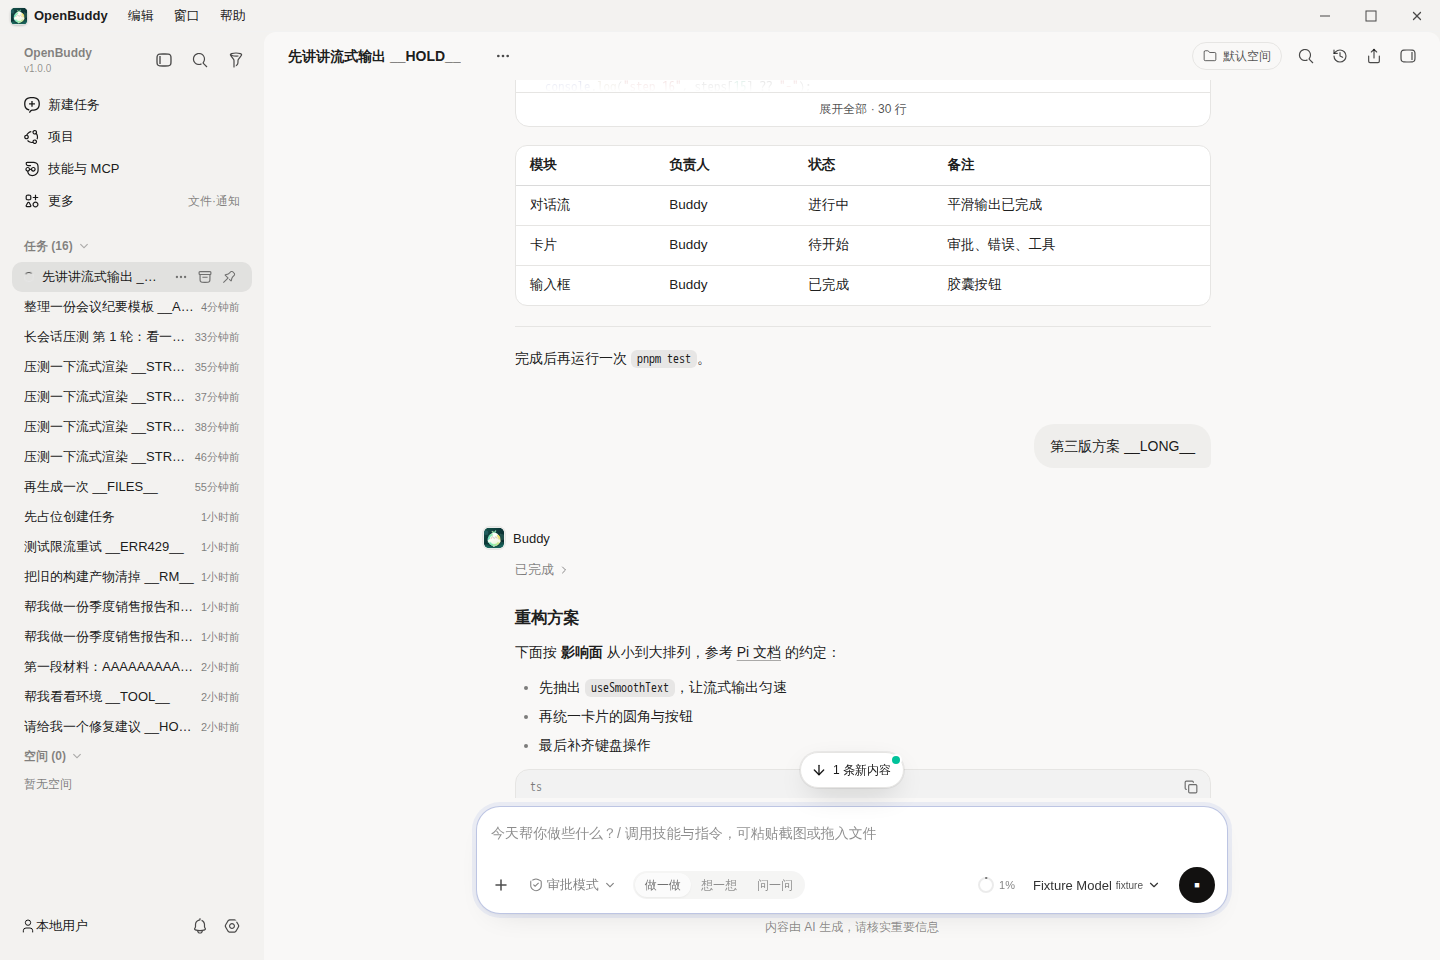 OpenBuddy 编辑 窗口 帮助
OpenBuddy
v1.0.0
新建任务
项目
技能与 MCP
更多 文件·通知
任务 (16)
先讲讲流式输出 _…
整理一份会议纪要模板 __A… 4分钟前
长会话压测 第 1 轮：看一… 33分钟前
压测一下流式渲染 __STR… 35分钟前
压测一下流式渲染 __STR… 37分钟前
压测一下流式渲染 __STR… 38分钟前
压测一下流式渲染 __STR… 46分钟前
再生成一次 __FILES__ 55分钟前
先占位创建任务 1小时前
测试限流重试 __ERR429__ 1小时前
把旧的构建产物清掉 __RM__ 1小时前
帮我做一份季度销售报告和… 1小时前
帮我做一份季度销售报告和… 1小时前
第一段材料：AAAAAAAAA… 2小时前
帮我看看环境 __TOOL__ 2小时前
请给我一个修复建议 __HO… 2小时前
空间 (0)
暂无空间
本地用户
先讲讲流式输出 __HOLD__
默认空间
展开全部 · 30 行
模块 负责人 状态 备注
对话流 Buddy 进行中 平滑输出已完成
卡片 Buddy 待开始 审批、错误、工具
输入框 Buddy 已完成 胶囊按钮
完成后再运行一次 pnpm test。
第三版方案 __LONG__
Buddy
已完成
重构方案
下面按 影响面 从小到大排列，参考 Pi 文档 的约定：
先抽出 useSmoothText，让流式输出匀速
再统一卡片的圆角与按钮
最后补齐键盘操作
1 条新内容
ts
今天帮你做些什么？/ 调用技能与指令，可粘贴截图或拖入文件
审批模式 做一做 想一想 问一问 1% Fixture Model fixture
内容由 AI 生成，请核实重要信息